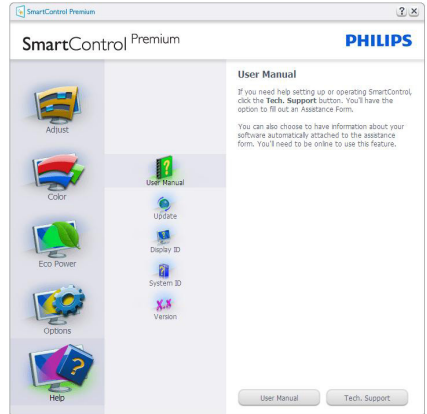 SmartControl Premium
? x
SmartControl Premium
PHILIPS
Adjust
Color
Eco Power
Options
?
Help
?
User Manual
Update
?
Display ID
?
System ID
X.X
Version
User Manual
If you need help setting up or operating SmartControl,
click the Tech. Support button. You'll have the
option to fill out an Assistance Form.
You can also choose to have information about your
software automatically attached to the assistance
form. You'll need to be online to use this feature.
User Manual
Tech. Support